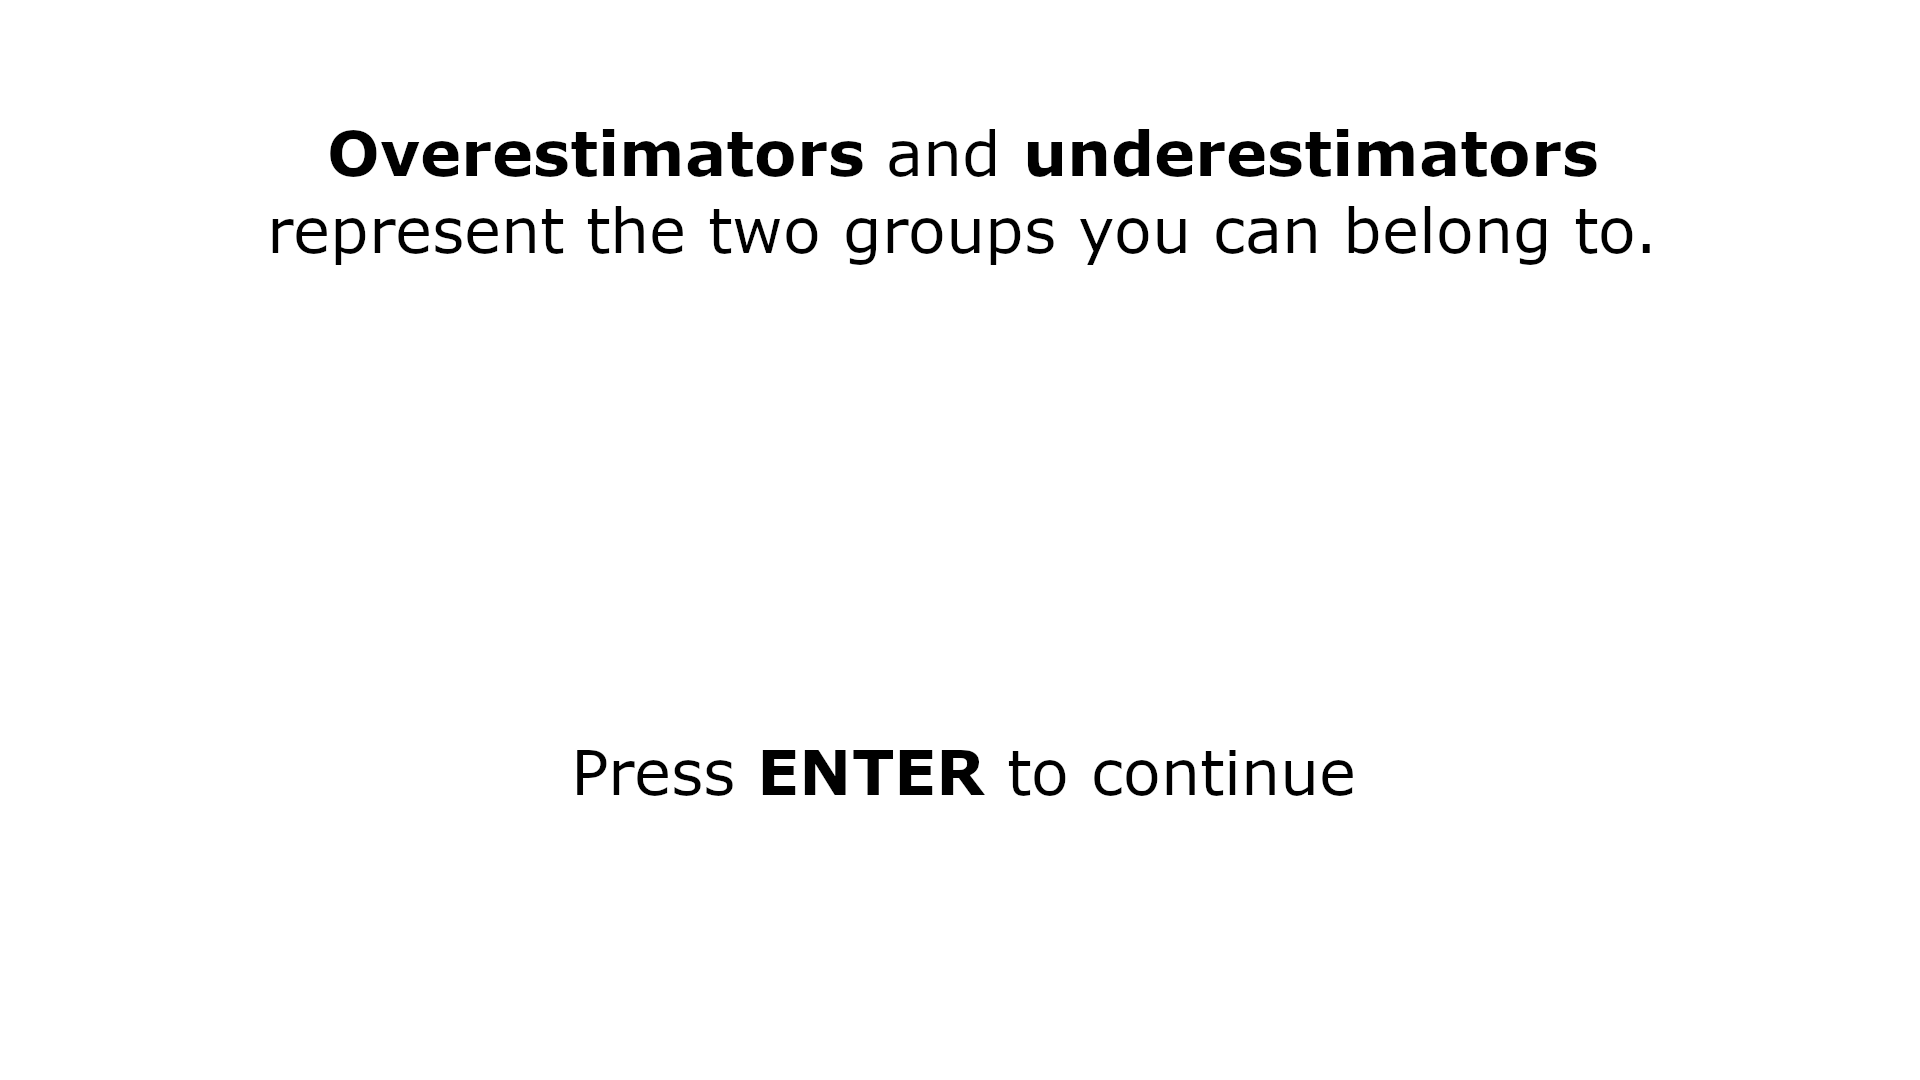 Overestimators and underestimators
represent the two groups you can belong to.
Press ENTER to continue